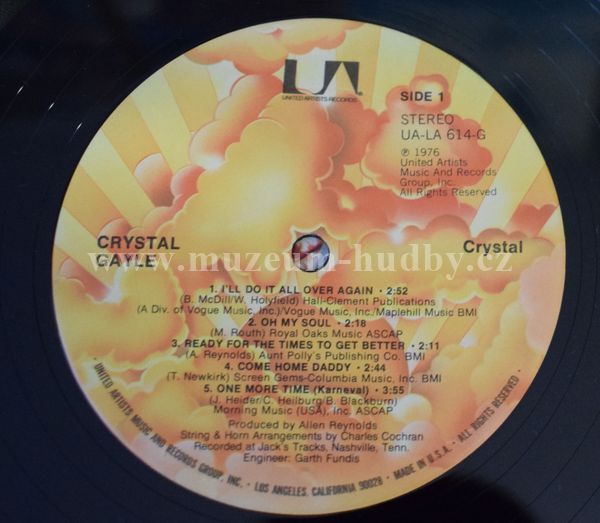 UA
UNITED ARTISTS RECORDS
SIDE 1
STEREO
UA-LA 614-G
℗ 1976
United Artists
Music And Records
Group, Inc.
All Rights Reserved
CRYSTAL
GAYLE
Crystal
www.muzeum-hudby.cz
1. I'LL DO IT ALL OVER AGAIN · 2:52
(B. McDill/W. Holyfield) Hall-Clement Publications
(A Div. of Vogue Music, Inc.)/Vogue Music, Inc./Maplehill Music BMI
2. OH MY SOUL · 2:18
(M. Routh) Royal Oaks Music ASCAP
3. READY FOR THE TIMES TO GET BETTER · 2:11
(A. Reynolds) Aunt Polly's Publishing Co. BMI
4. COME HOME DADDY · 2:44
(T. Newkirk) Screen Gems-Columbia Music, Inc. BMI
5. ONE MORE TIME (Karneval) · 3:55
(J. Heider/C. Heilburg/B. Blackburn)
Morning Music (USA), Inc. ASCAP
Produced by Allen Reynolds
String & Horn Arrangements by Charles Cochran
Recorded at Jack's Tracks, Nashville, Tenn.
Engineer: Garth Fundis
· UNITED ARTISTS MUSIC AND RECORDS GROUP, INC. · LOS ANGELES, CALIFORNIA 90028 · MADE IN U.S.A. · ALL RIGHTS RESERVED ·